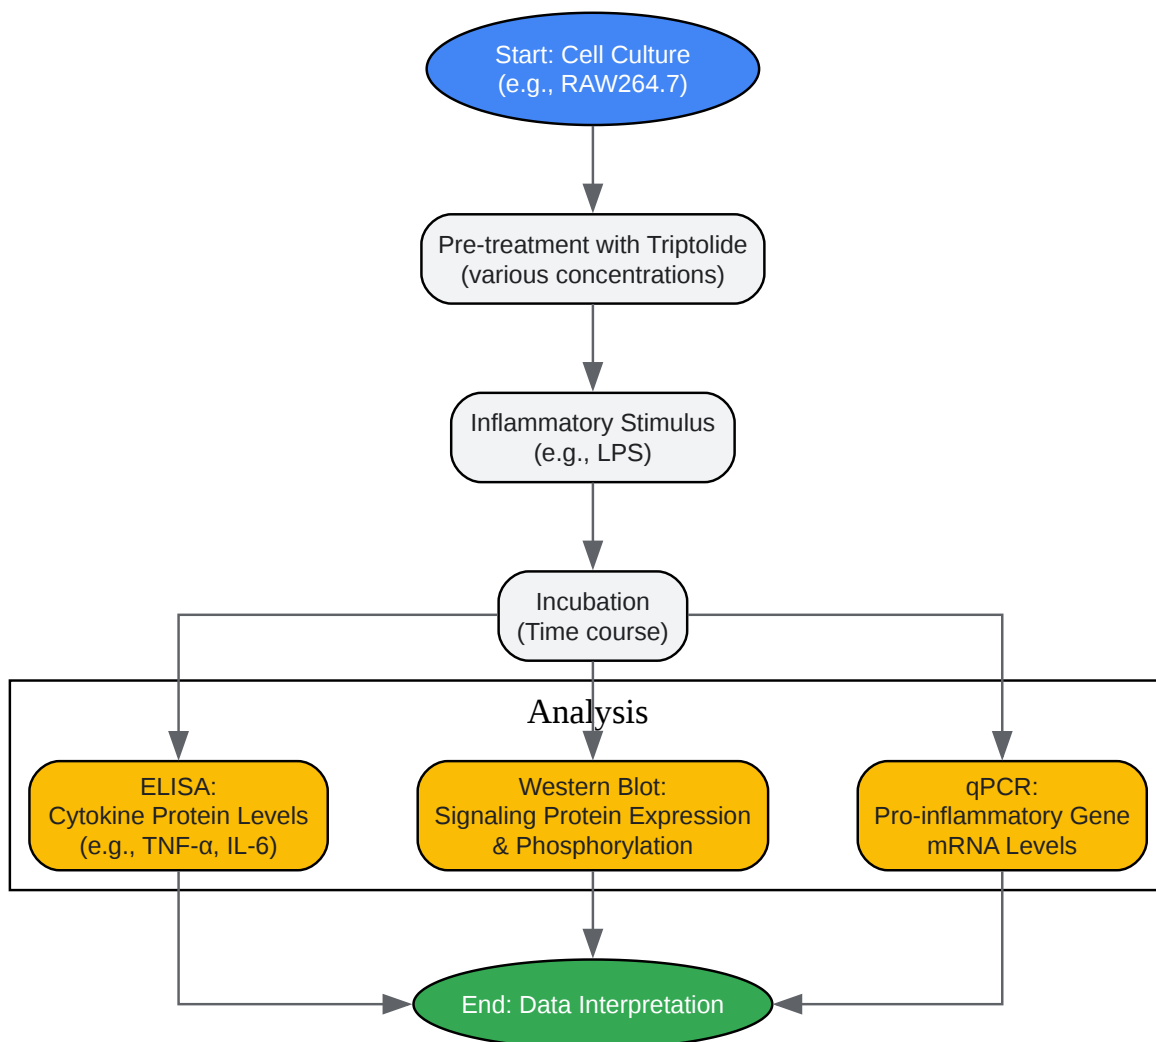 Start: Cell Culture
(e.g., RAW264.7)
Pre-treatment with Triptolide
(various concentrations)
Inflammatory Stimulus
(e.g., LPS)
Incubation
(Time course)
Analysis
ELISA:
Cytokine Protein Levels
(e.g., TNF-α, IL-6)
Western Blot:
Signaling Protein Expression
& Phosphorylation
qPCR:
Pro-inflammatory Gene
mRNA Levels
End: Data Interpretation